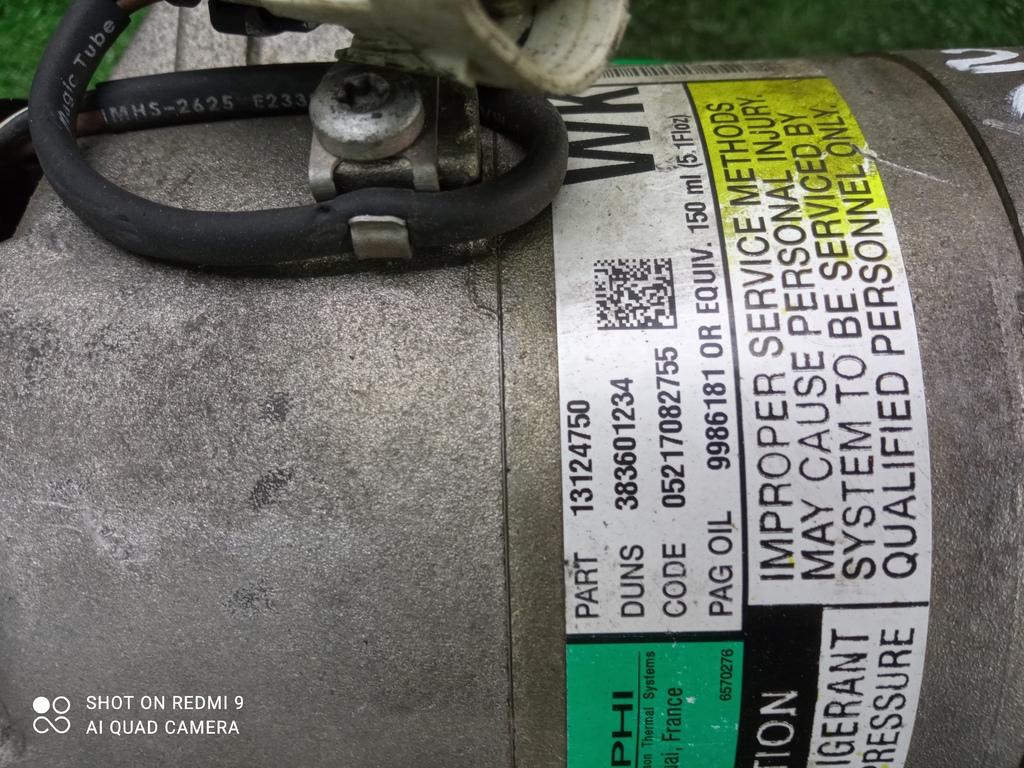 Magic Tube
IMHS-2625 E233
WK
PART 13124750
DUNS 383601234
CODE 05217082755
PAG OIL 9986181 OR EQUIV. 150 ml (5.1Floz)
IMPROPER SERVICE METHODS
MAY CAUSE PERSONAL INJURY.
SYSTEM TO BE SERVICED BY
QUALIFIED PERSONNEL ONLY.
PHI
son Thermal Systems
ai, France
6570276
TION
IGERANT
PRESSURE
SHOT ON REDMI 9
AI QUAD CAMERA